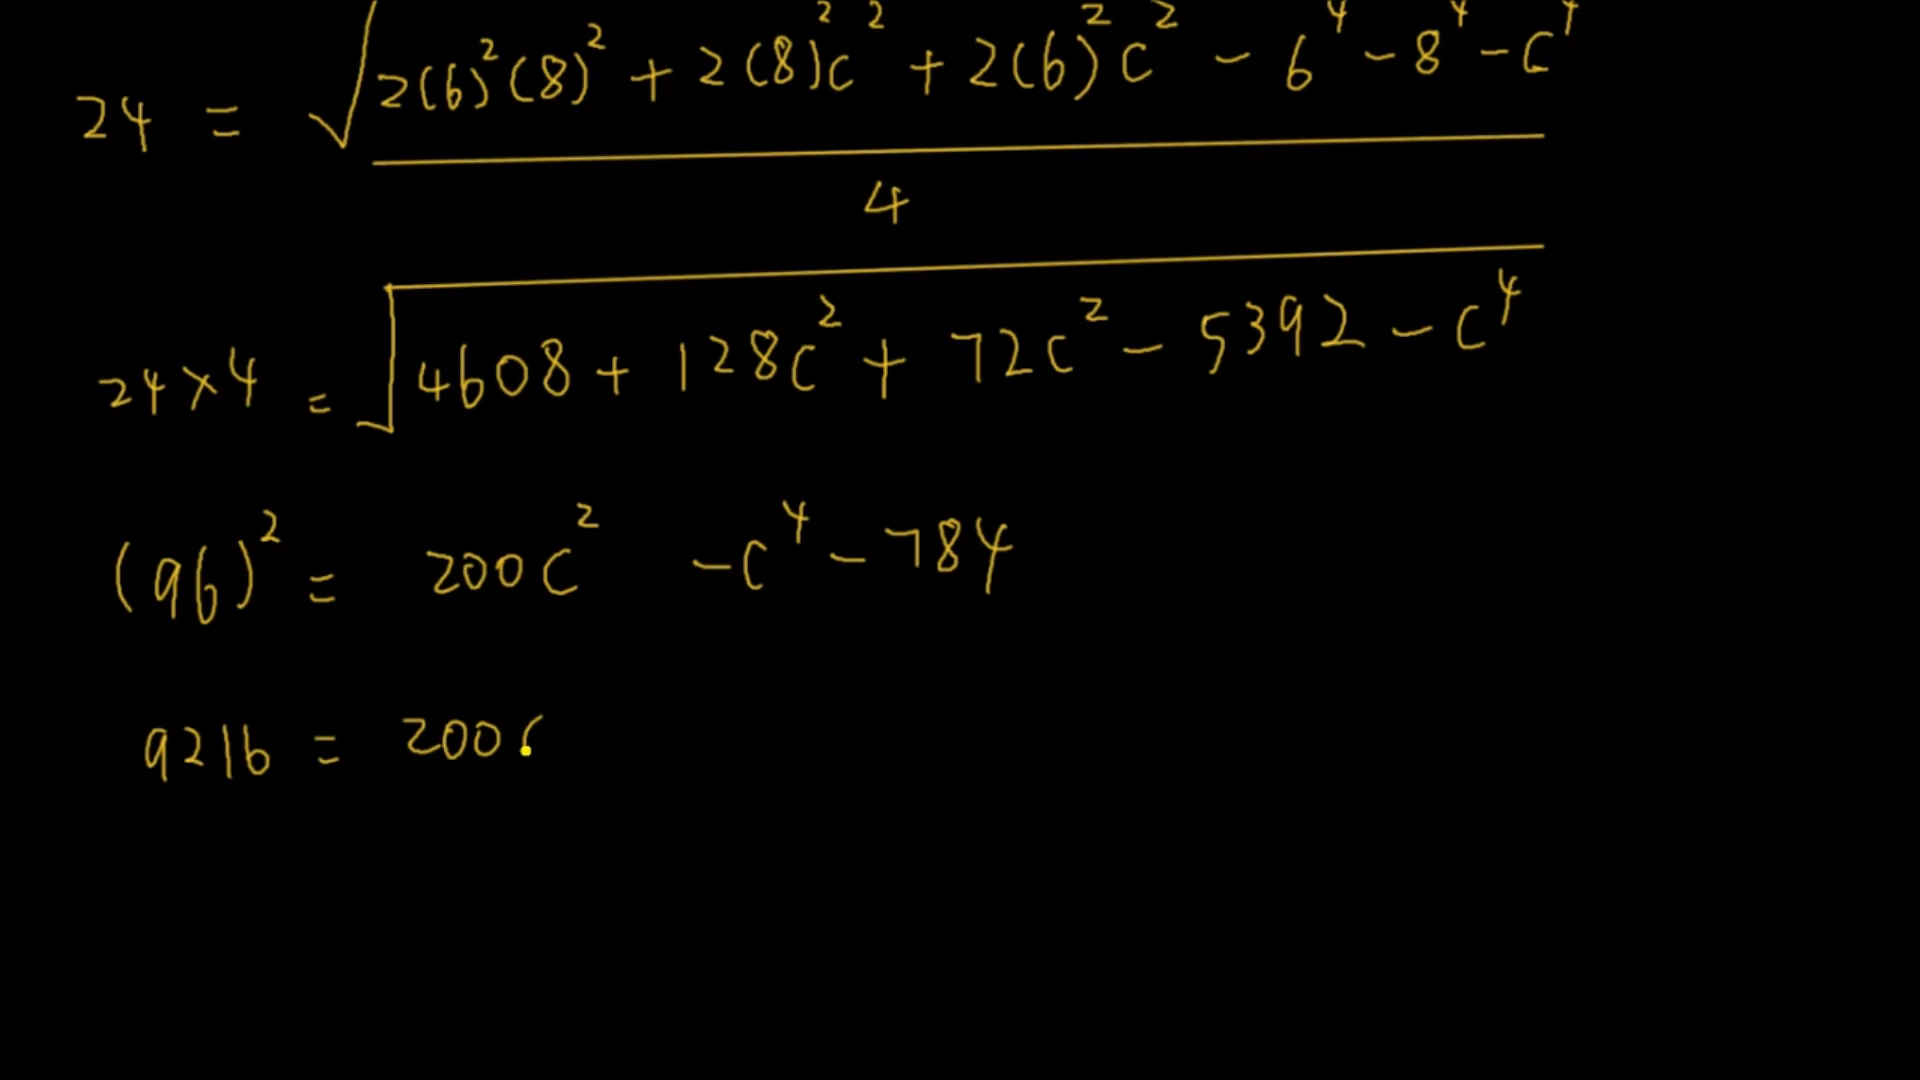 24 = √(2(6)²(8)² + 2(8)²c² + 2(6)²c² - 6⁴ - 8⁴ - c⁴) / 4
24 × 4 = √(4608 + 128c² + 72c² - 5392 - c⁴)
(96)² = 200c² - c⁴ - 784
9216 = 200